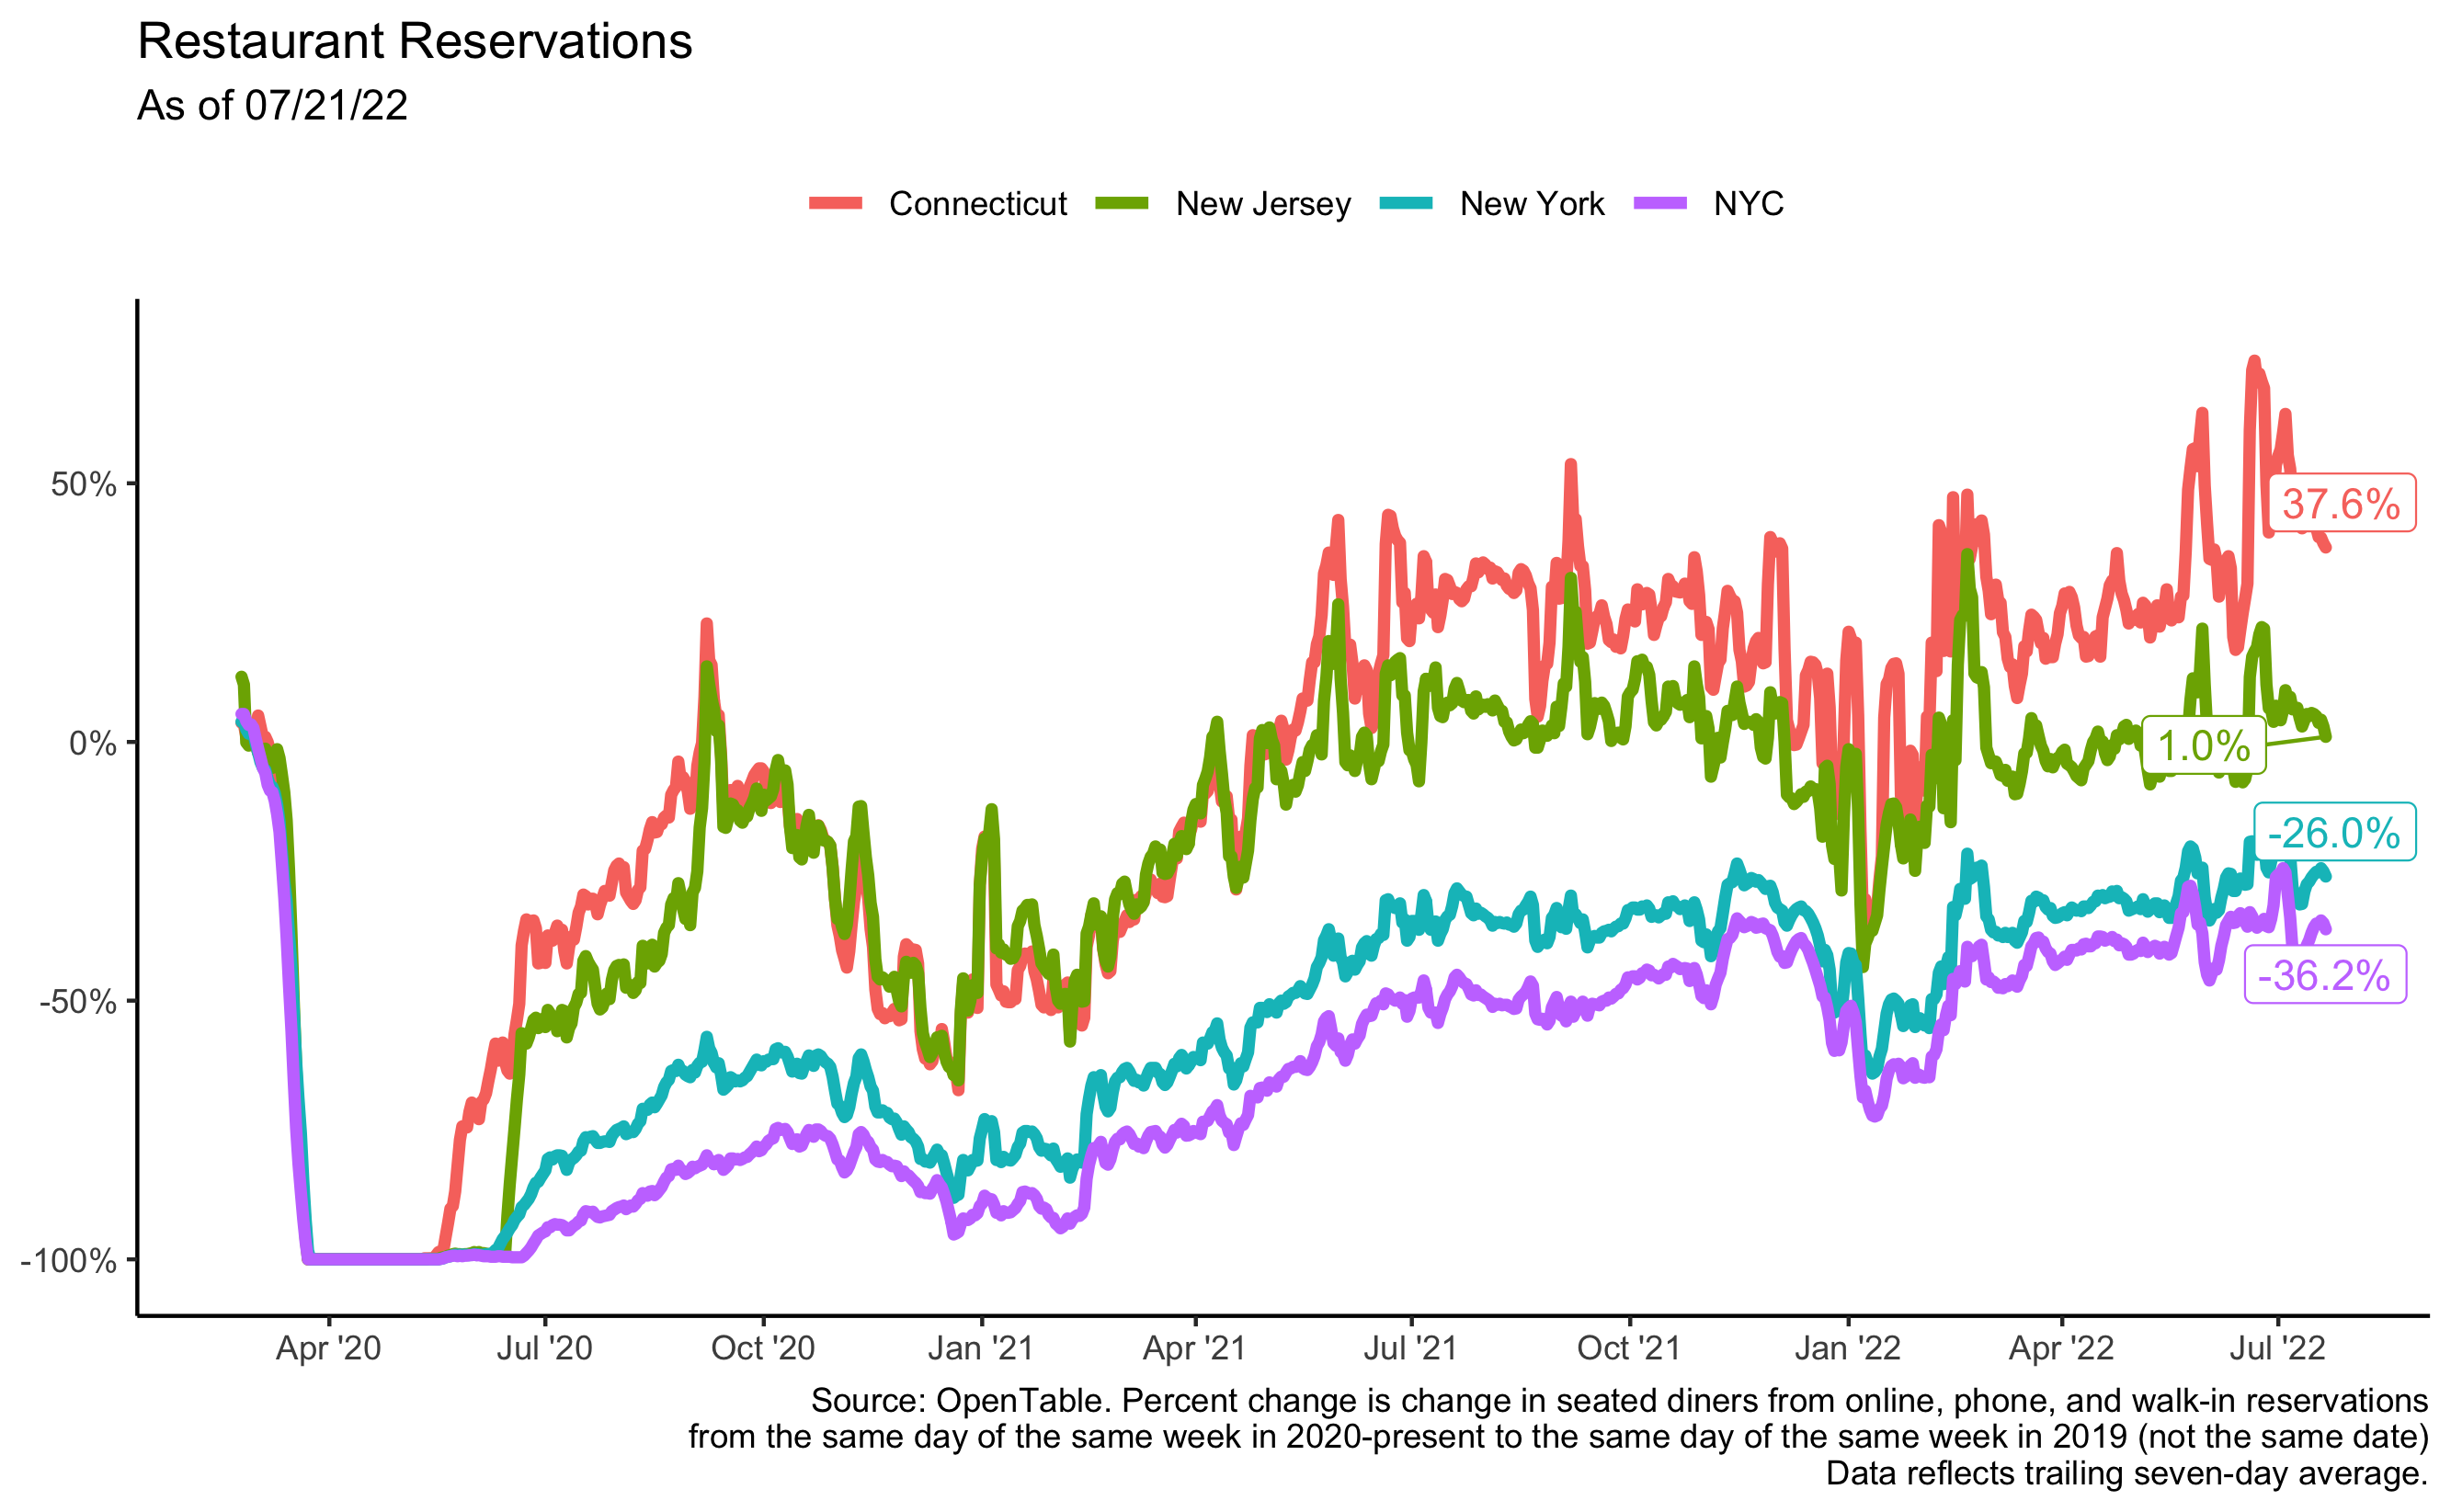 Restaurant Reservations
As of 07/21/22
Connecticut New Jersey New York NYC
50%
0%
-50%
-100%
37.6%
1.0%
-26.0%
-36.2%
Apr '20 Jul '20 Oct '20 Jan '21 Apr '21 Jul '21 Oct '21 Jan '22 Apr '22 Jul '22
Source: OpenTable. Percent change is change in seated diners from online, phone, and walk-in reservations
from the same day of the same week in 2020-present to the same day of the same week in 2019 (not the same date)
Data reflects trailing seven-day average.